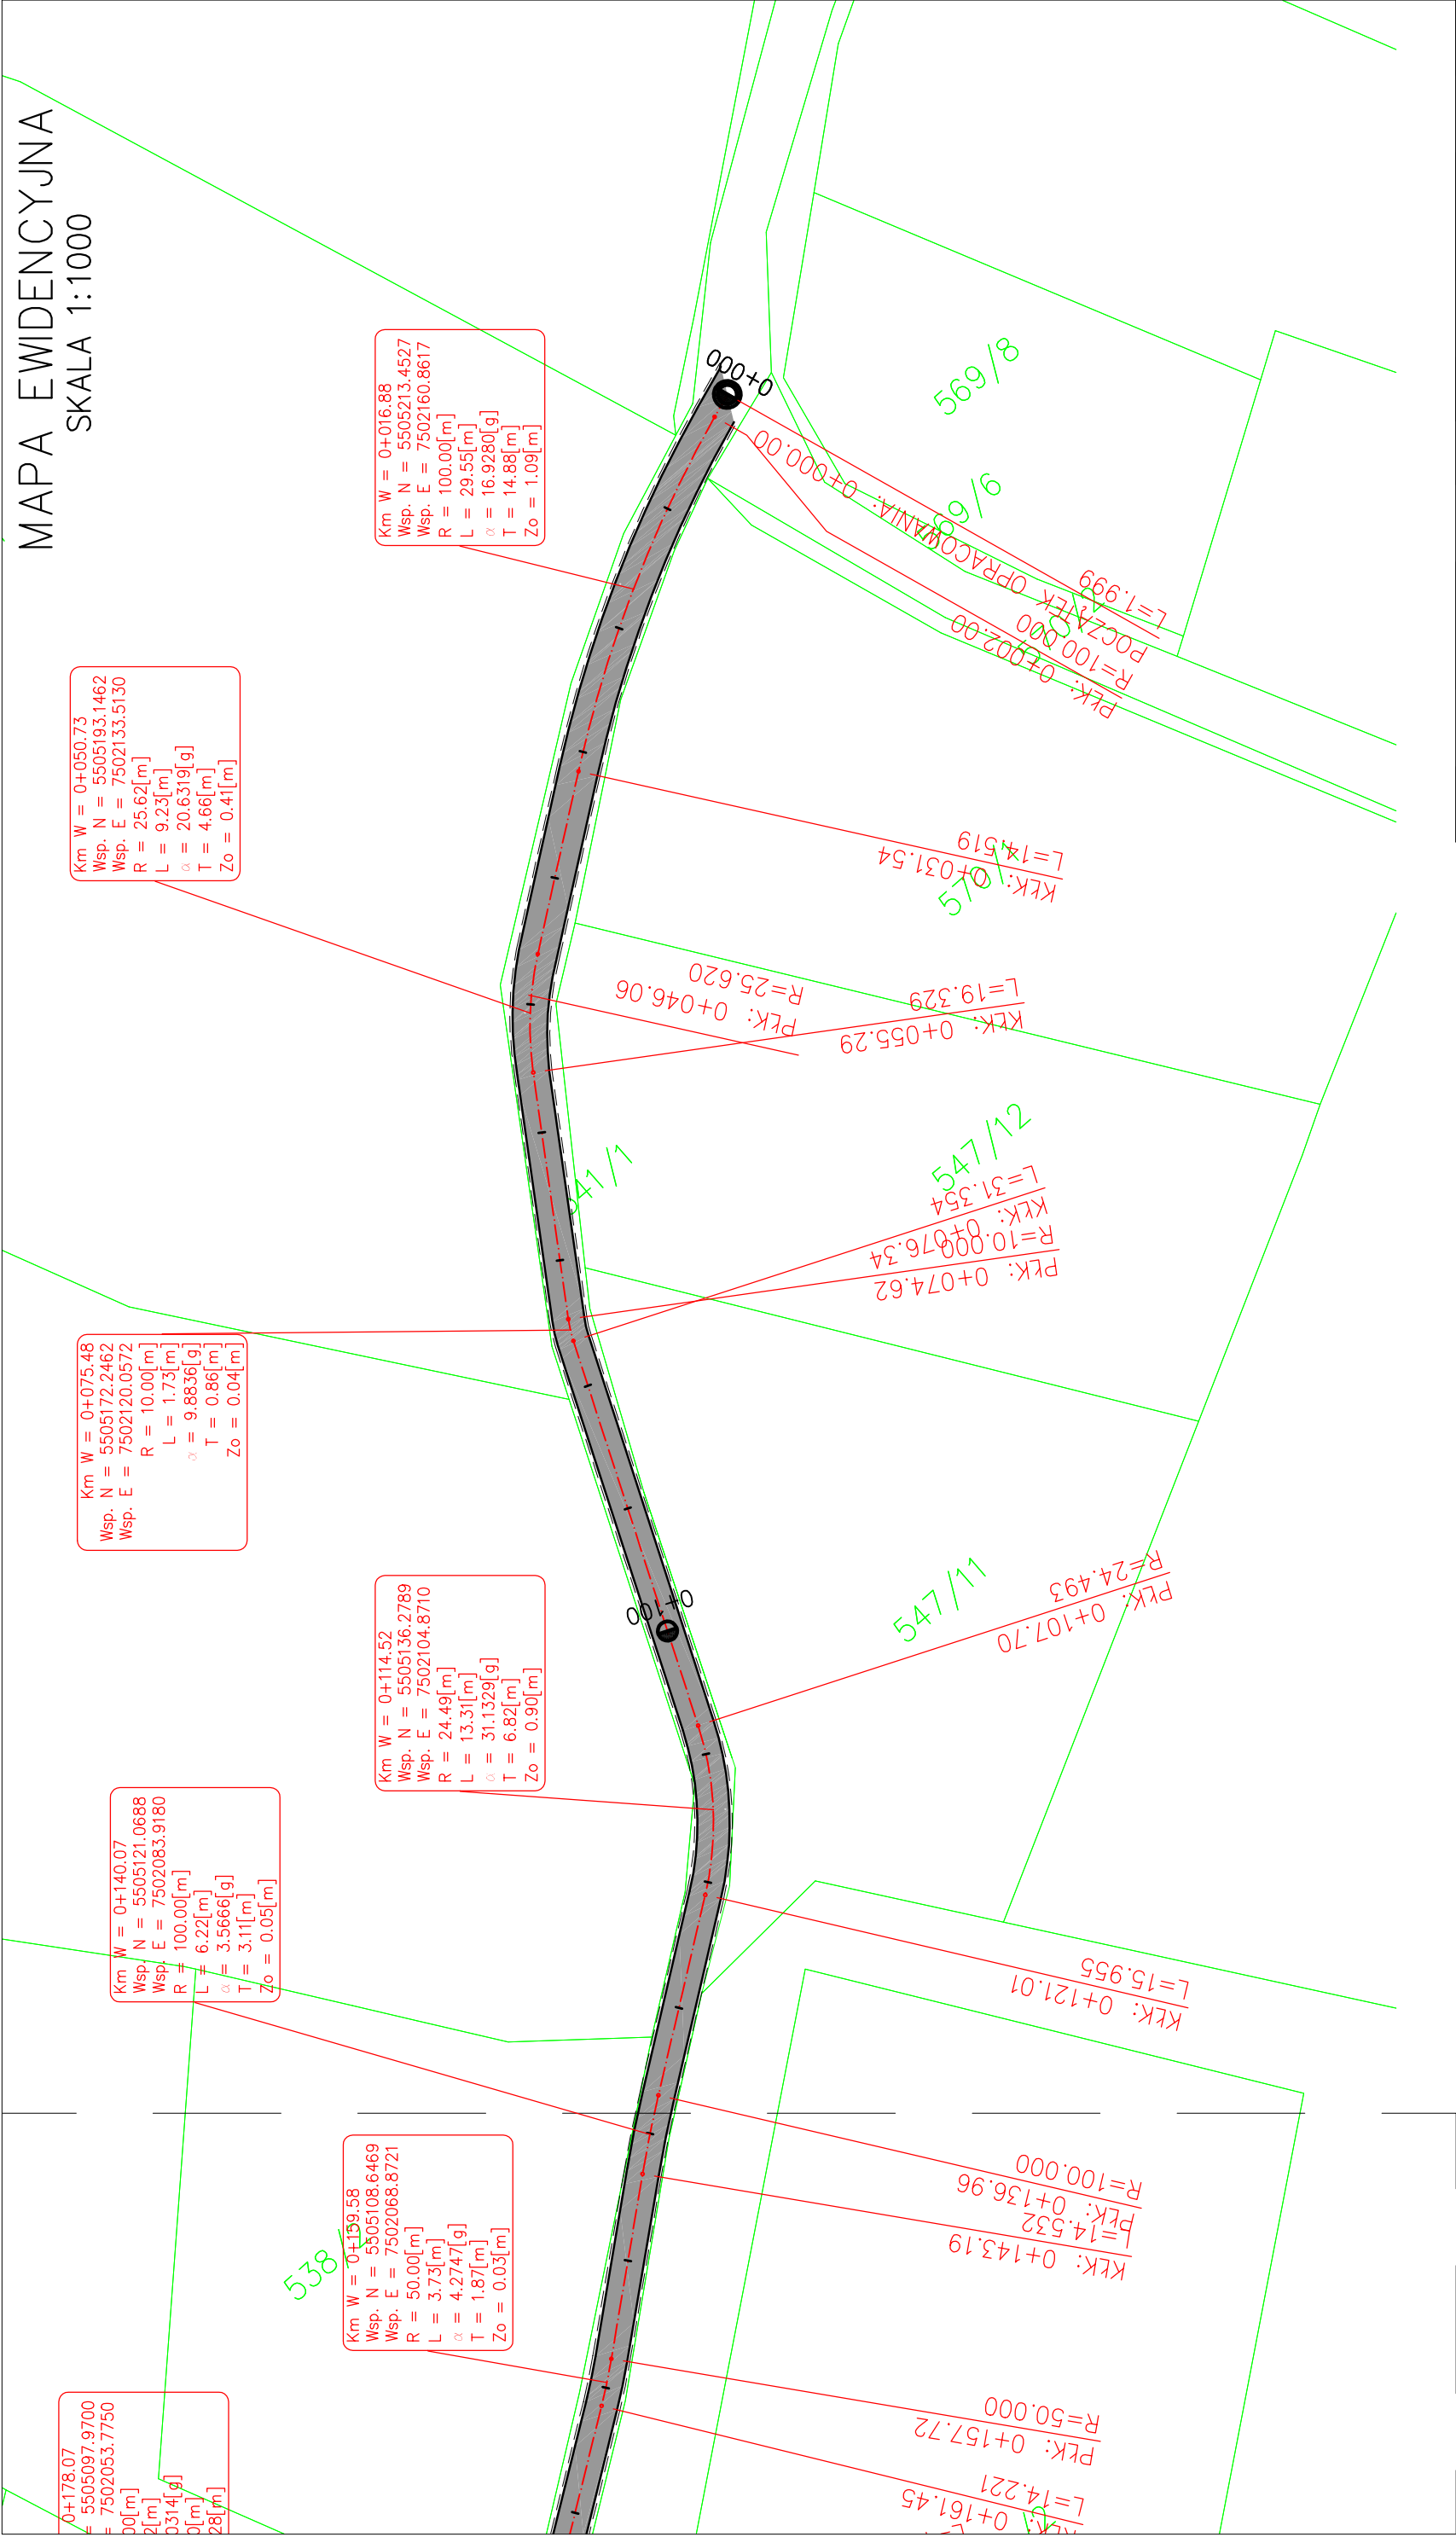 MAPA EWIDENCYJNA
SKALA 1:1000
Km W = 0+016.88
Wsp. N = 5505213.4527
Wsp. E = 7502160.8617
R = 100.00[m]
L = 29.55[m]
α = 16.9280[g]
T = 14.88[m]
Zo = 1.09[m]
Km W = 0+050.73
Wsp. N = 5505193.1462
Wsp. E = 7502133.5130
R = 25.62[m]
L = 9.23[m]
α = 20.6319[g]
T = 4.66[m]
Zo = 0.41[m]
Km W = 0+075.48
Wsp. N = 5505172.2462
Wsp. E = 7502120.0572
R = 10.00[m]
L = 1.73[m]
α = 9.8836[g]
T = 0.86[m]
Zo = 0.04[m]
Km W = 0+114.52
Wsp. N = 5505136.2789
Wsp. E = 7502104.8710
R = 24.49[m]
L = 13.31[m]
α = 31.1329[g]
T = 6.82[m]
Zo = 0.90[m]
Km W = 0+140.07
Wsp. N = 5505121.0688
Wsp. E = 7502083.9180
R = 100.00[m]
L = 6.22[m]
α = 3.5666[g]
T = 3.11[m]
Zo = 0.05[m]
Km W = 0+159.58
Wsp. N = 5505108.6469
Wsp. E = 7502068.8721
R = 50.00[m]
L = 3.73[m]
α = 4.2747[g]
T = 1.87[m]
Zo = 0.03[m]
0+178.07
= 5505097.9700
= 7502053.7750
00[m]
2[m]
0314[g]
0[m]
28[m]
0+000
0+100
POCZĄTEK OPRACOWANIA: 0+000.00
L=1.999
R=100.000
PŁK: 0+002.00
L=14.519
KŁK: 0+031.54
R=25.620
PŁK: 0+046.06
L=19.329
KŁK: 0+055.29
R=10.000
PŁK: 0+074.62
L=31.354
KŁK: 0+076.34
R=24.493
PŁK: 0+107.70
L=15.955
KŁK: 0+121.01
R=100.000
PŁK: 0+136.96
L=14.532
KŁK: 0+143.19
R=50.000
PŁK: 0+157.72
L=14.221
KŁK: 0+161.45
569/8
569/6
547/12
547/11